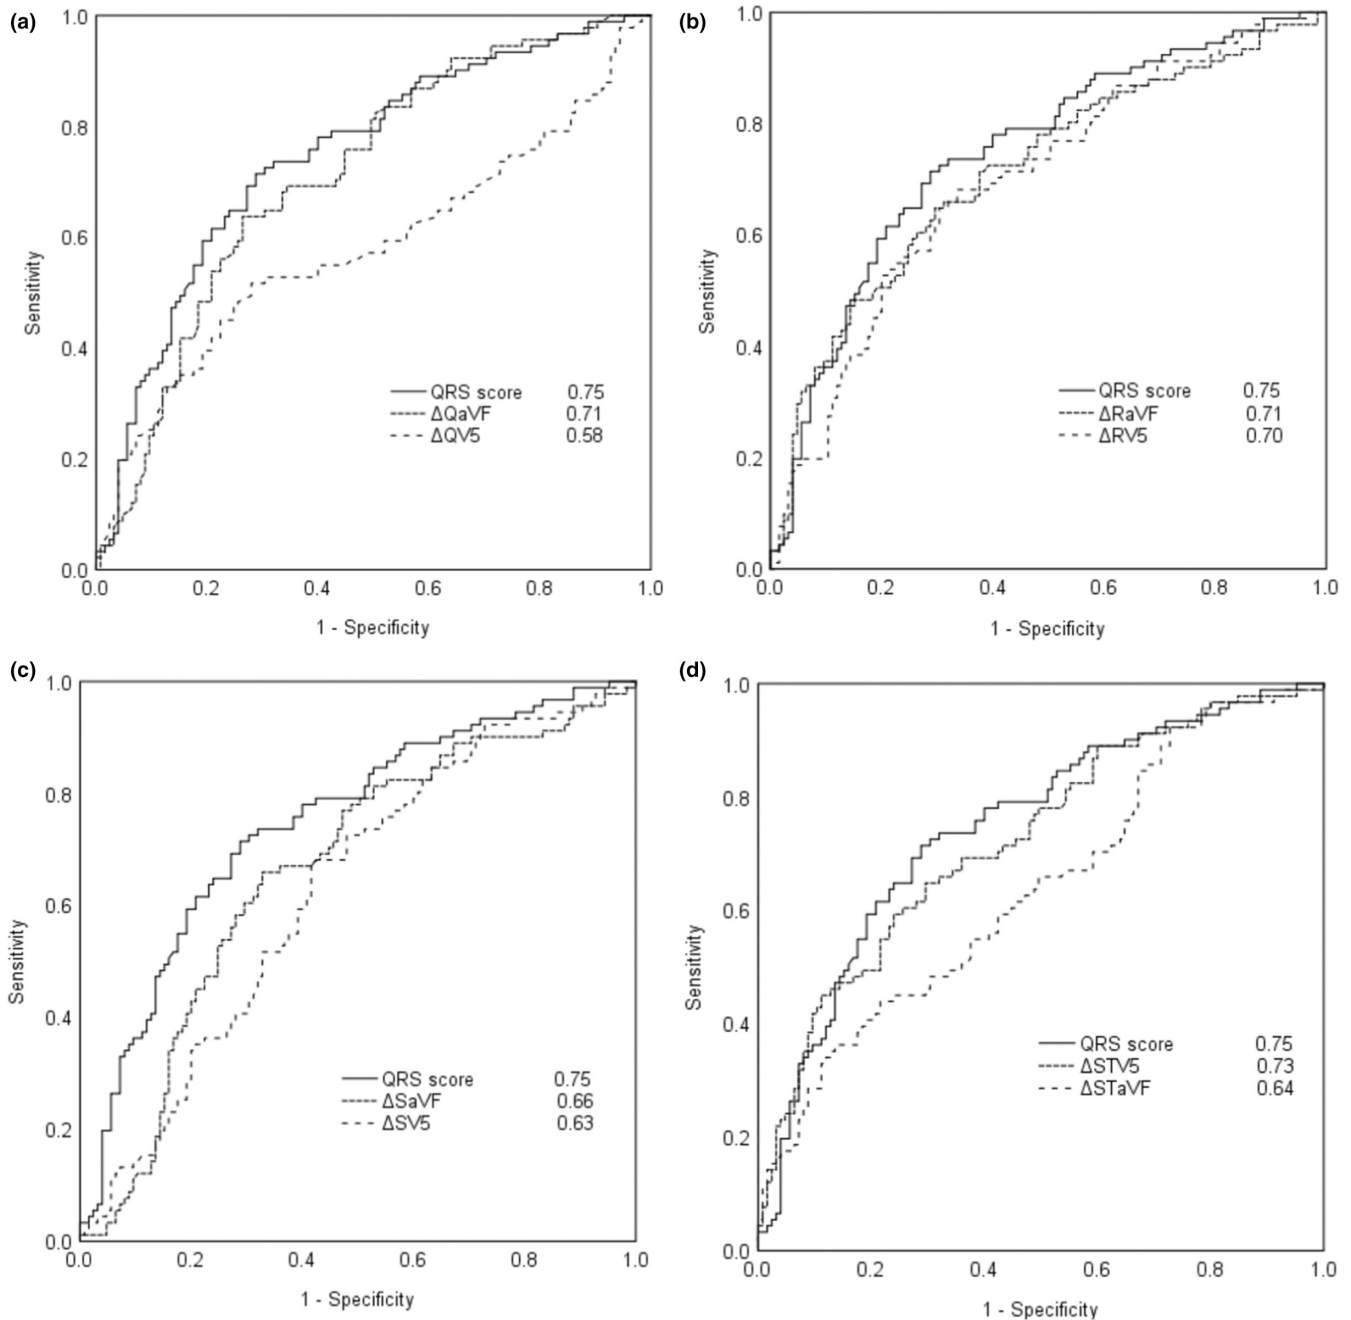 (a)
1.0
0.8
0.6
0.4
0.2
0.0
Sensitivity
QRS score 0.75
ΔQaVF 0.71
ΔQV5 0.58
0.0 0.2 0.4 0.6 0.8 1.0
1 - Specificity
(b)
1.0
0.8
0.6
0.4
0.2
0.0
Sensitivity
QRS score 0.75
ΔRaVF 0.71
ΔRV5 0.70
0.0 0.2 0.4 0.6 0.8 1.0
1 - Specificity
(c)
1.0
0.8
0.6
0.4
0.2
0.0
Sensitivity
QRS score 0.75
ΔSaVF 0.66
ΔSV5 0.63
0.0 0.2 0.4 0.6 0.8 1.0
1 - Specificity
(d)
1.0
0.8
0.6
0.4
0.2
0.0
Sensitivity
QRS score 0.75
ΔSTV5 0.73
ΔSTaVF 0.64
0.0 0.2 0.4 0.6 0.8 1.0
1 - Specificity